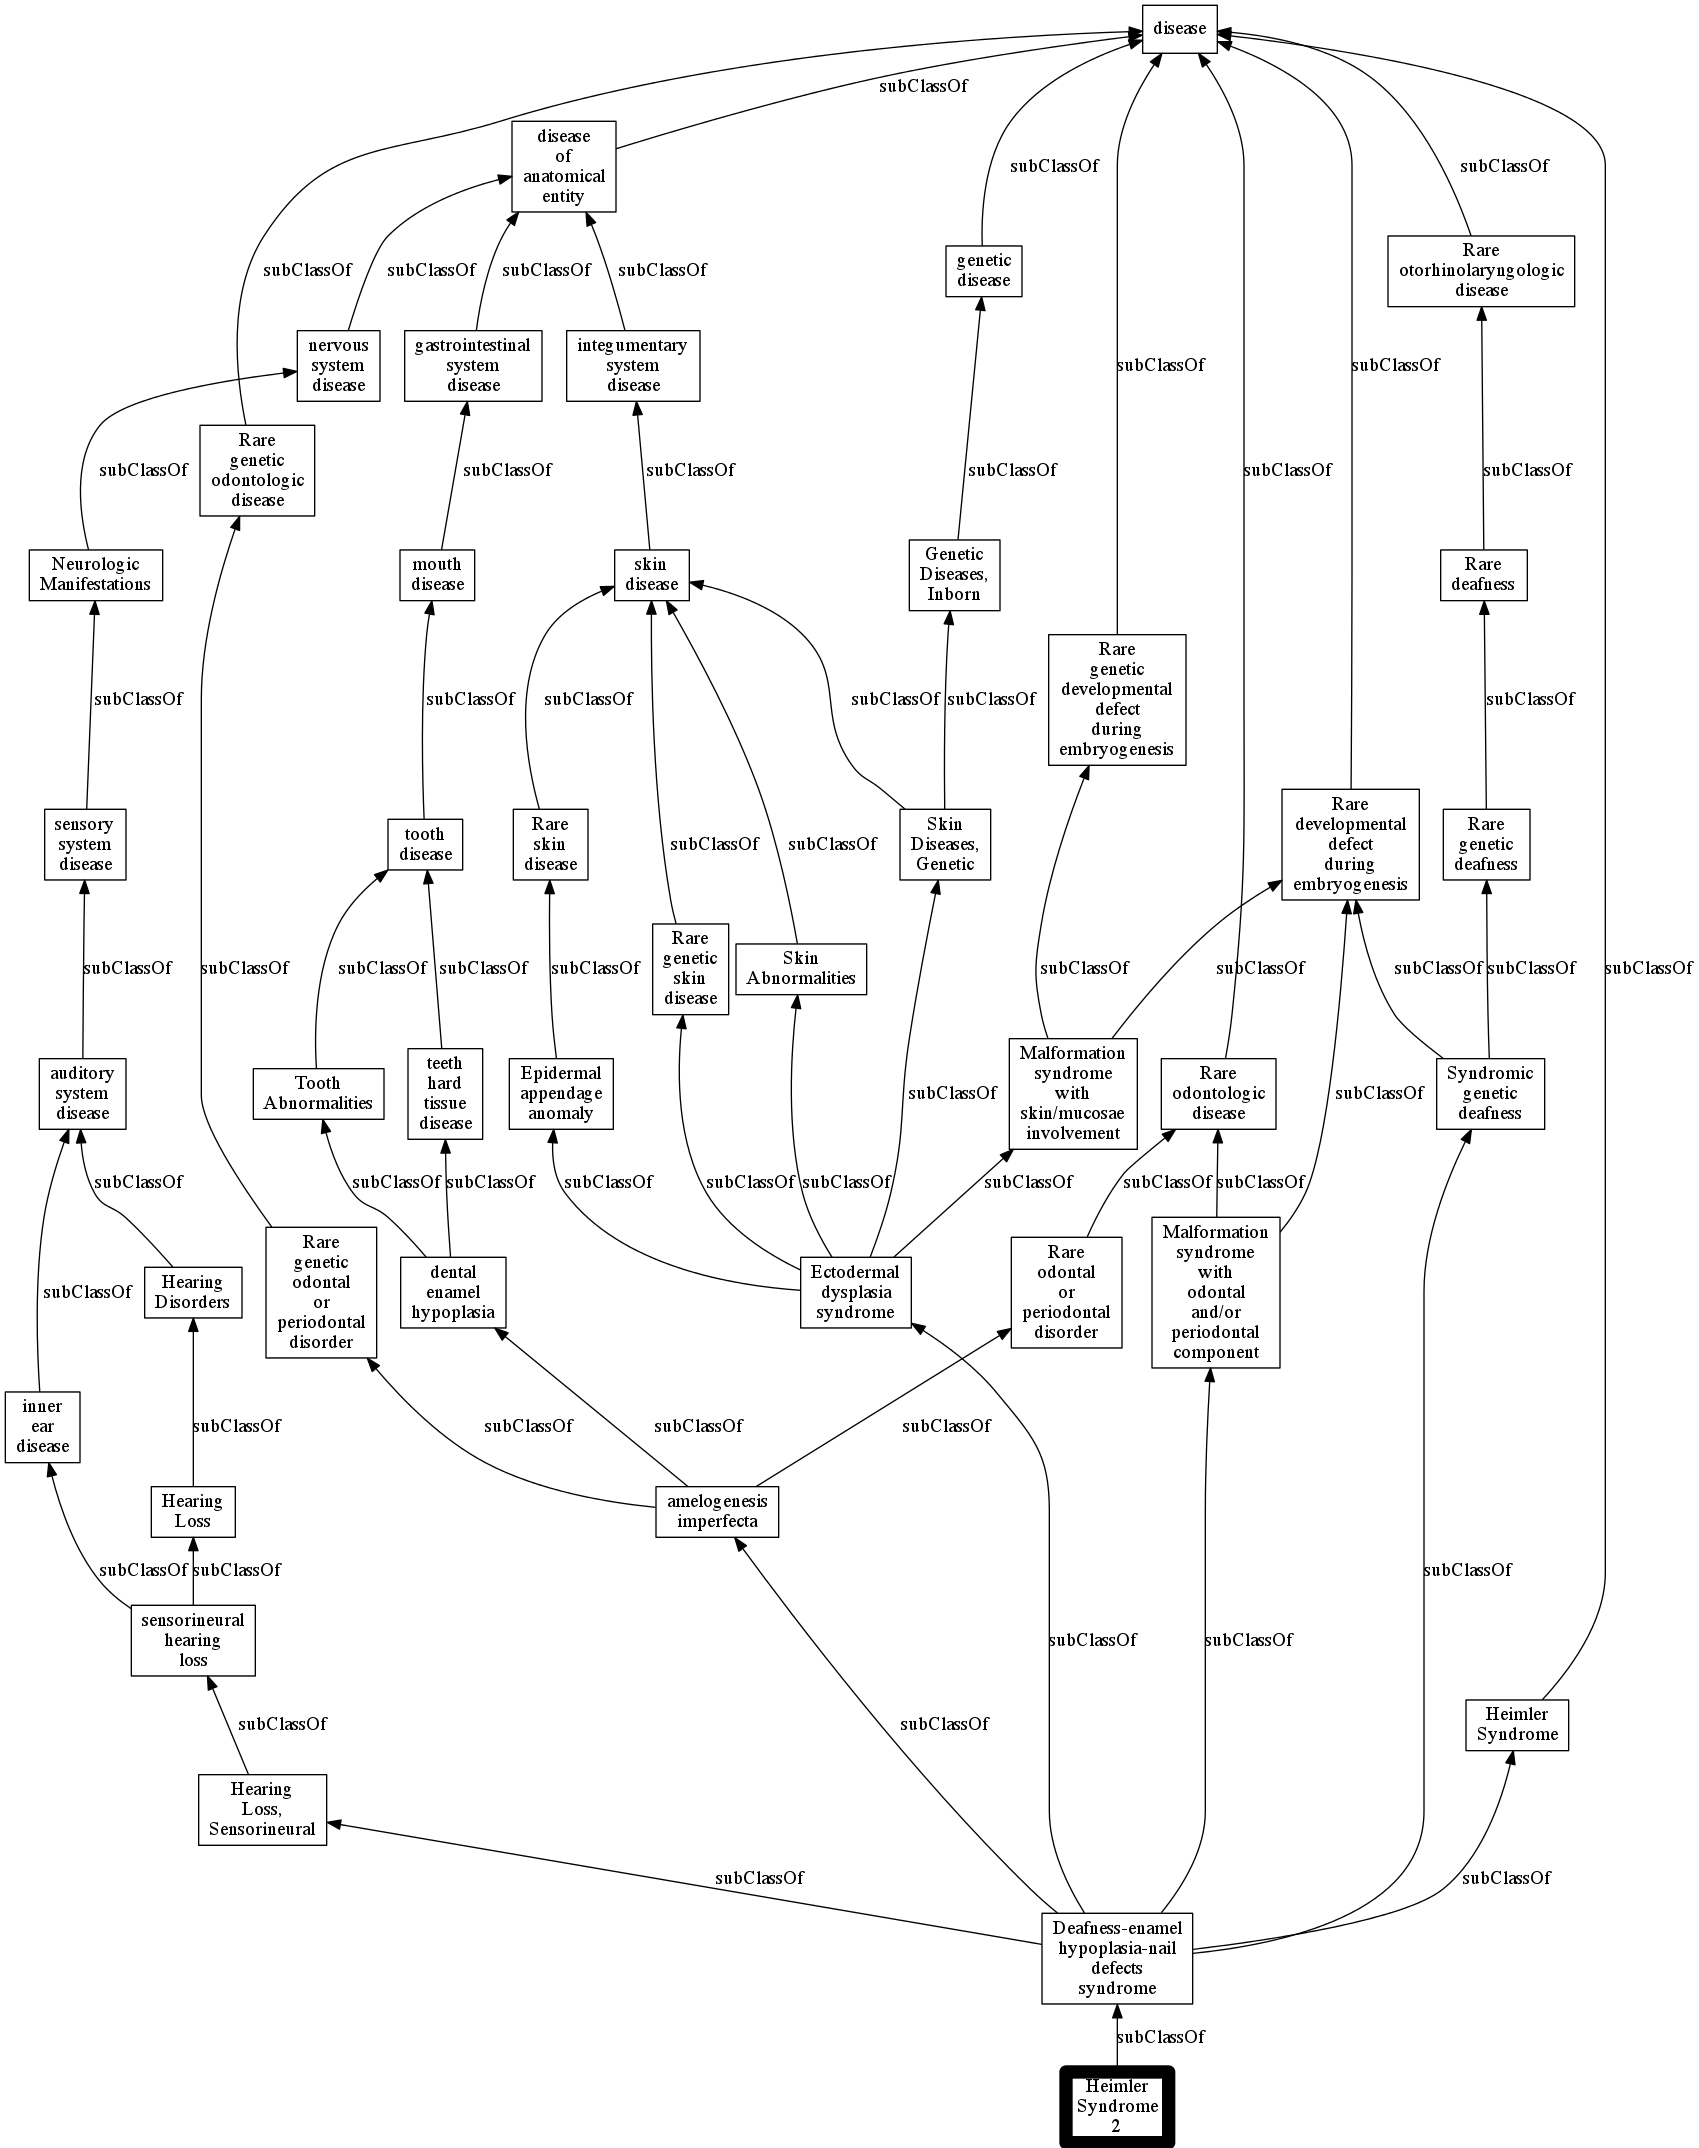 disease
subClassOf
disease
of
anatomical
entity
subClassOf
subClassOf
genetic
disease
Rare
otorhinolaryngologic
disease
subClassOf
subClassOf
subClassOf
subClassOf
nervous
system
disease
gastrointestinal
system
disease
integumentary
system
disease
subClassOf
subClassOf
Rare
genetic
odontologic
disease
subClassOf
subClassOf
subClassOf
subClassOf
subClassOf
subClassOf
Neurologic
Manifestations
mouth
disease
skin
disease
Genetic
Diseases,
Inborn
Rare
deafness
Rare
genetic
developmental
defect
during
embryogenesis
subClassOf
subClassOf
subClassOf
subClassOf
subClassOf
subClassOf
sensory
system
disease
tooth
disease
Rare
skin
disease
subClassOf
subClassOf
Skin
Diseases,
Genetic
Rare
developmental
defect
during
embryogenesis
Rare
genetic
deafness
subClassOf
subClassOf
subClassOf
subClassOf
subClassOf
Rare
genetic
skin
disease
Skin
Abnormalities
subClassOf
subClassOf
subClassOf
subClassOf
subClassOf
auditory
system
disease
Tooth
Abnormalities
teeth
hard
tissue
disease
Epidermal
appendage
anomaly
subClassOf
Malformation
syndrome
with
skin/mucosae
involvement
Rare
odontologic
disease
subClassOf
Syndromic
genetic
deafness
subClassOf
subClassOf
subClassOf
subClassOf
subClassOf
subClassOf
subClassOf
subClassOf
subClassOf
subClassOf
Hearing
Disorders
Rare
genetic
odontal
or
periodontal
disorder
dental
enamel
hypoplasia
Ectodermal
dysplasia
syndrome
Rare
odontal
or
periodontal
disorder
Malformation
syndrome
with
odontal
and/or
periodontal
component
inner
ear
disease
subClassOf
subClassOf
subClassOf
subClassOf
subClassOf
Hearing
Loss
amelogenesis
imperfecta
subClassOf
subClassOf
subClassOf
sensorineural
hearing
loss
subClassOf
subClassOf
subClassOf
subClassOf
Heimler
Syndrome
Hearing
Loss,
Sensorineural
subClassOf
subClassOf
Deafness-enamel
hypoplasia-nail
defects
syndrome
subClassOf
Heimler
Syndrome
2